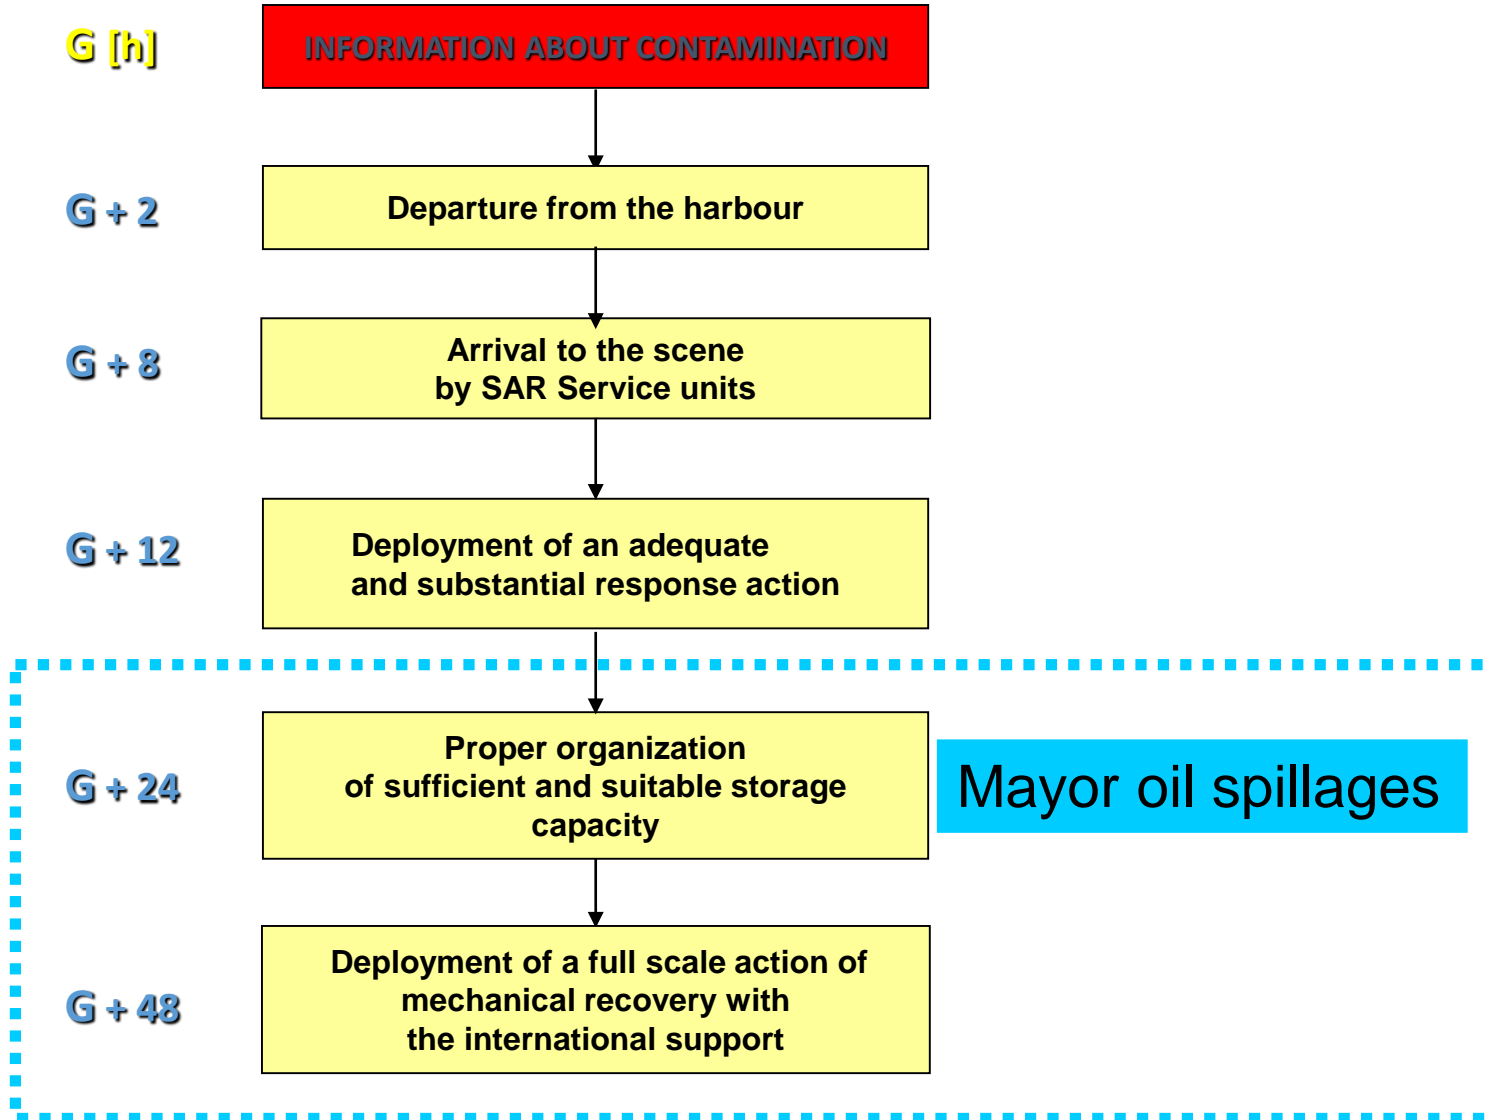 G [h]
INFORMATION ABOUT CONTAMINATION
G + 2
Departure from the harbour
G + 8
Arrival to the scene
by SAR Service units
G + 12
Deployment of an adequate
and substantial response action
G + 24
Proper organization
of sufficient and suitable storage
capacity
Mayor oil spillages
G + 48
Deployment of a full scale action of
mechanical recovery with
the international support